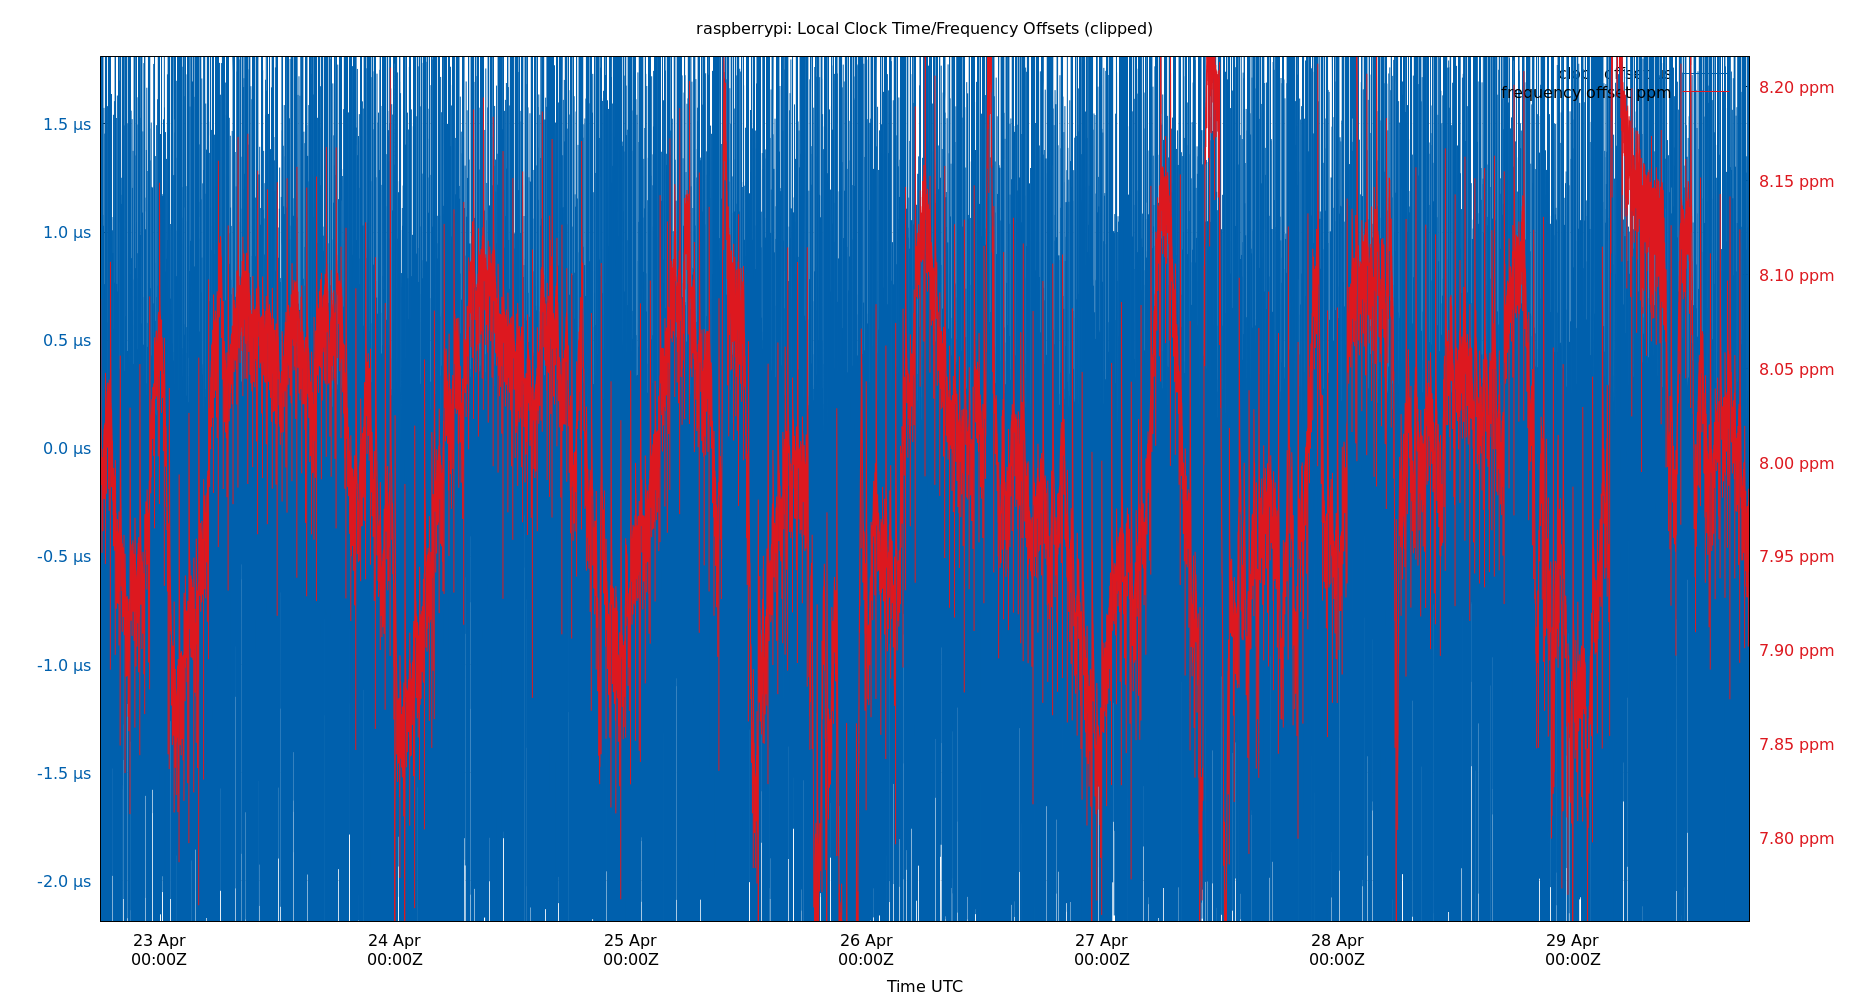 raspberrypi: Local Clock Time/Frequency Offsets (clipped)
clock offset µs
frequency offset ppm
1.5 µs
1.0 µs
0.5 µs
0.0 µs
-0.5 µs
-1.0 µs
-1.5 µs
-2.0 µs
8.20 ppm
8.15 ppm
8.10 ppm
8.05 ppm
8.00 ppm
7.95 ppm
7.90 ppm
7.85 ppm
7.80 ppm
23 Apr
00:00Z
24 Apr
00:00Z
25 Apr
00:00Z
26 Apr
00:00Z
27 Apr
00:00Z
28 Apr
00:00Z
29 Apr
00:00Z
Time UTC